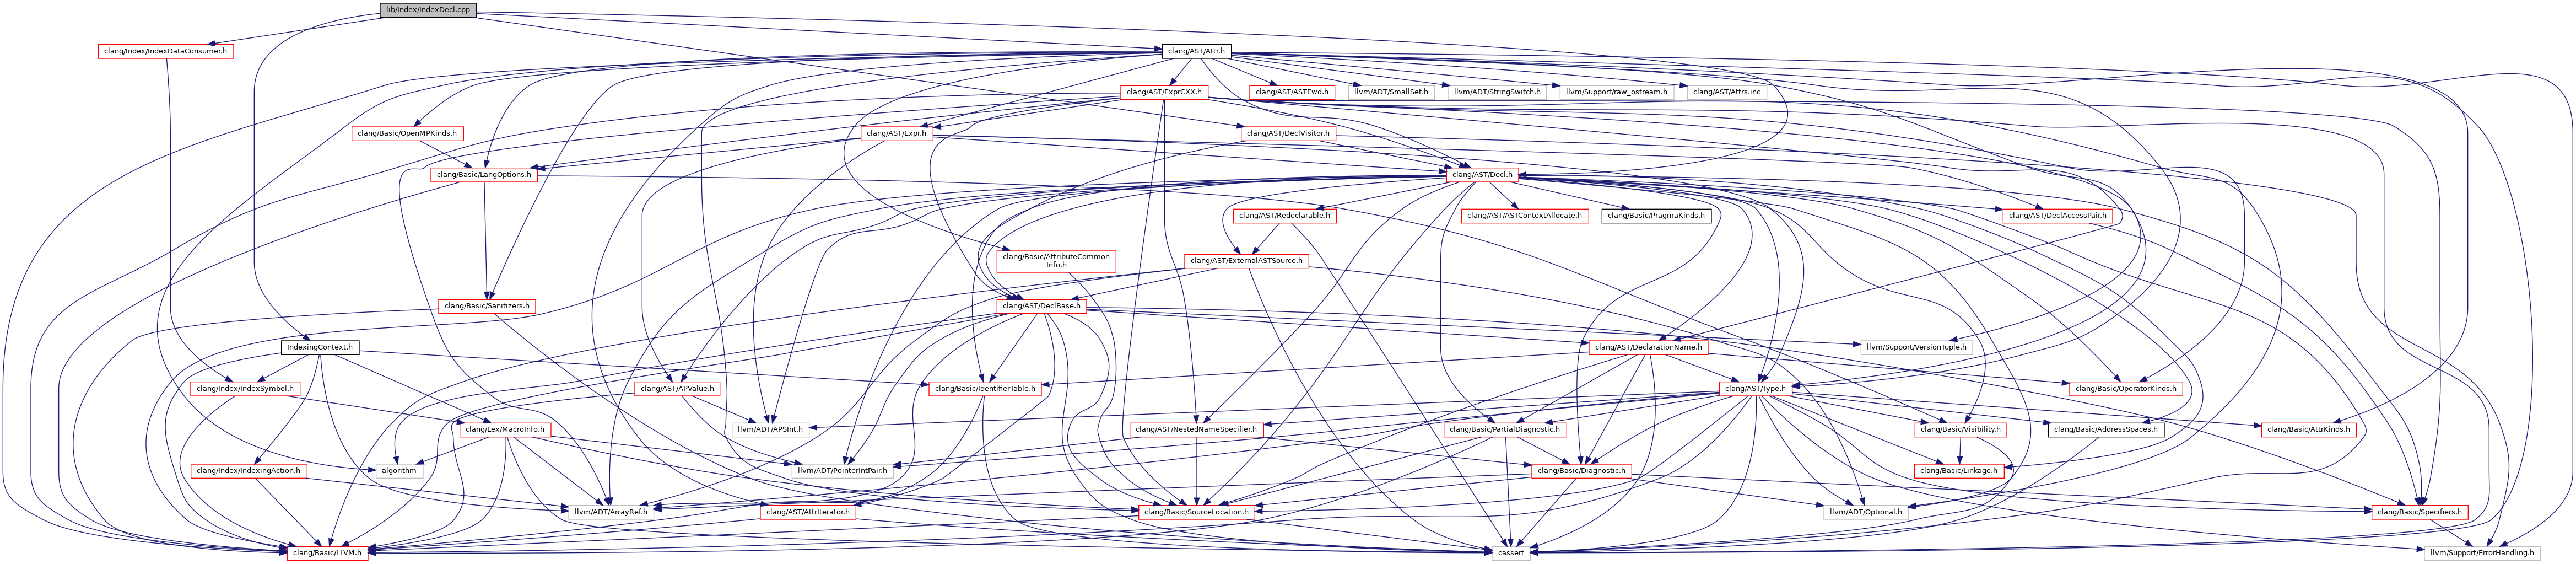 lib/Index/IndexDecl.cpp
clang/Index/IndexDataConsumer.h
clang/AST/Attr.h
clang/AST/ExprCXX.h
clang/AST/ASTFwd.h
llvm/ADT/SmallSet.h
llvm/ADT/StringSwitch.h
llvm/Support/raw_ostream.h
clang/AST/Attrs.inc
clang/Basic/OpenMPKinds.h
clang/AST/Expr.h
clang/AST/DeclVisitor.h
clang/Basic/LangOptions.h
clang/AST/Decl.h
clang/AST/Redeclarable.h
clang/AST/ASTContextAllocate.h
clang/Basic/PragmaKinds.h
clang/AST/DeclAccessPair.h
clang/Basic/AttributeCommon
Info.h
clang/AST/ExternalASTSource.h
clang/Basic/Sanitizers.h
clang/AST/DeclBase.h
IndexingContext.h
clang/AST/DeclarationName.h
llvm/Support/VersionTuple.h
clang/Index/IndexSymbol.h
clang/AST/APValue.h
clang/Basic/IdentifierTable.h
clang/AST/Type.h
clang/Basic/OperatorKinds.h
clang/Lex/MacroInfo.h
llvm/ADT/APSInt.h
clang/AST/NestedNameSpecifier.h
clang/Basic/PartialDiagnostic.h
clang/Basic/Visibility.h
clang/Basic/AddressSpaces.h
clang/Basic/AttrKinds.h
clang/Index/IndexingAction.h
algorithm
llvm/ADT/PointerIntPair.h
clang/Basic/Diagnostic.h
clang/Basic/Linkage.h
llvm/ADT/ArrayRef.h
clang/AST/AttrIterator.h
clang/Basic/SourceLocation.h
llvm/ADT/Optional.h
clang/Basic/Specifiers.h
clang/Basic/LLVM.h
cassert
llvm/Support/ErrorHandling.h